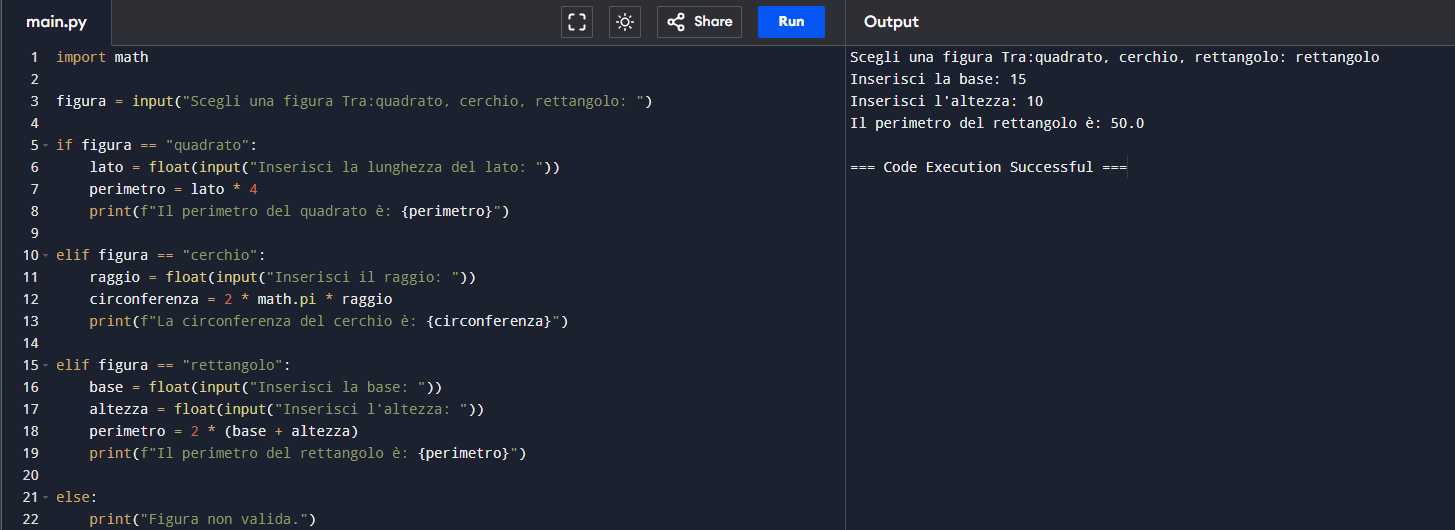 main.py
Share
Run
Output
1 import math
2
3 figura = input("Scegli una figura Tra:quadrato, cerchio, rettangolo: ")
4
5 if figura == "quadrato":
6     lato = float(input("Inserisci la lunghezza del lato: "))
7     perimetro = lato * 4
8     print(f"Il perimetro del quadrato è: {perimetro}")
9
10 elif figura == "cerchio":
11     raggio = float(input("Inserisci il raggio: "))
12     circonferenza = 2 * math.pi * raggio
13     print(f"La circonferenza del cerchio è: {circonferenza}")
14
15 elif figura == "rettangolo":
16     base = float(input("Inserisci la base: "))
17     altezza = float(input("Inserisci l'altezza: "))
18     perimetro = 2 * (base + altezza)
19     print(f"Il perimetro del rettangolo è: {perimetro}")
20
21 else:
22     print("Figura non valida.")
Scegli una figura Tra:quadrato, cerchio, rettangolo: rettangolo
Inserisci la base: 15
Inserisci l'altezza: 10
Il perimetro del rettangolo è: 50.0
=== Code Execution Successful ===